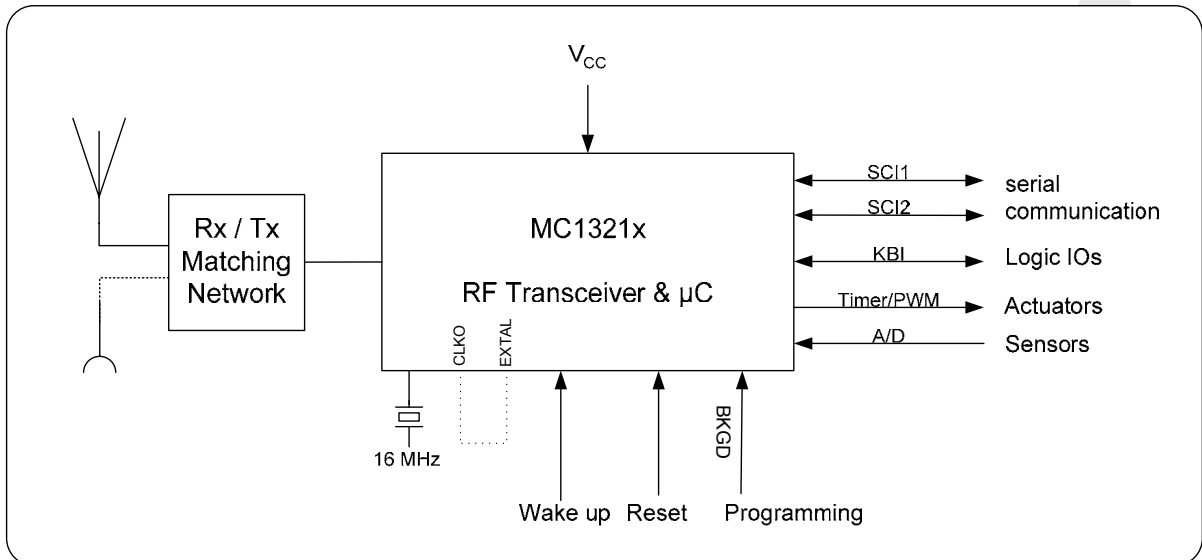 VCC
Rx / Tx
Matching
Network
MC1321x
RF Transceiver & µC
CLKO
EXTAL
16 MHz
SCI1
serial
SCI2
communication
KBI
Logic IOs
Timer/PWM
Actuators
A/D
Sensors
BKGD
Wake up
Reset
Programming